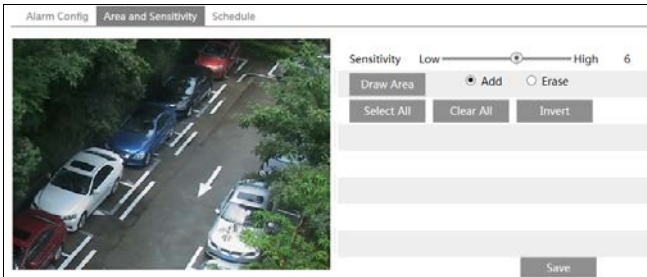 Alarm Config Area and Sensitivity Schedule
Sensitivity Low High 6
Draw Area Add Erase
Select All Clear All Invert
Save